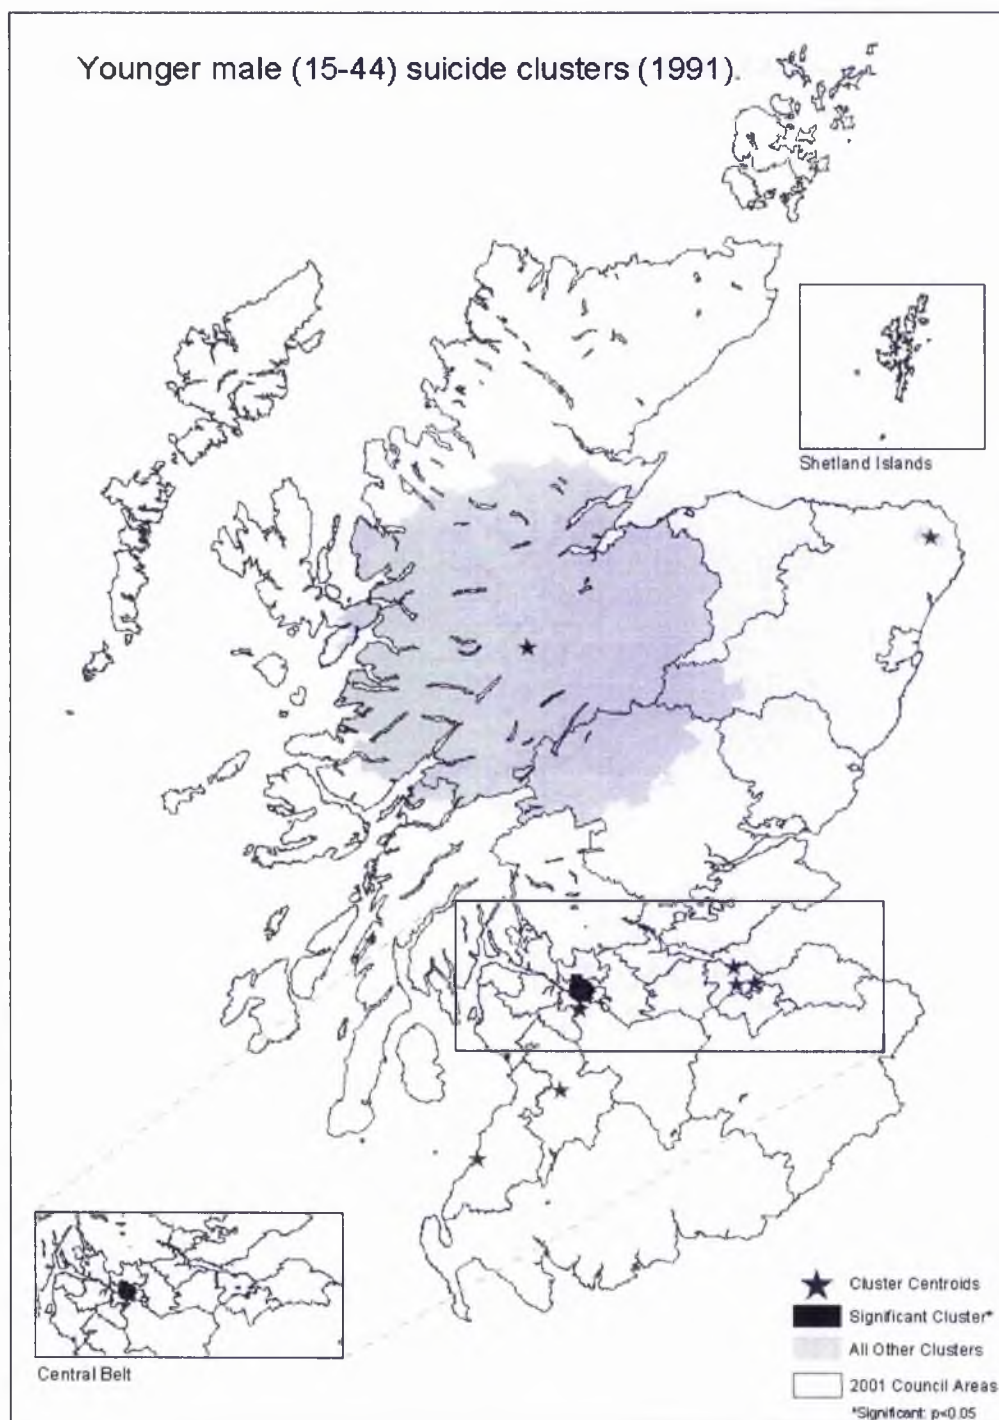 Younger male (15-44) suicide clusters (1991).
Shetland Islands
Central Belt
Cluster Centroids
Significant Cluster*
All Other Clusters
2001 Council Areas
*Significant: p<0.05